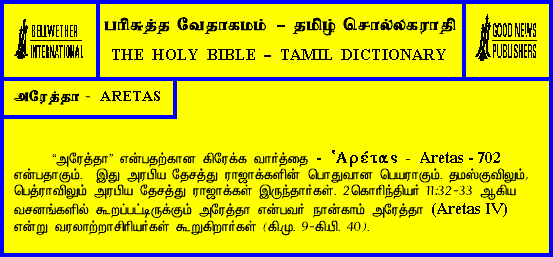 BELLWETHER
INTERNATIONAL
பரிசுத்த வேதாகமம் – தமிழ் சொல்லகராதி
THE HOLY BIBLE – TAMIL DICTIONARY
GOOD NEWS
PUBLISHERS
அரேத்தா - ARETAS
“அரேத்தா” என்பதற்கான கிரேக்க வார்த்தை - Ἀρέτας - Aretas - 702
என்பதாகும். இது அரபிய தேசத்து ராஜாக்களின் பொதுவான பெயராகும். தமஸ்குவிலும்,
பெத்ராவிலும் அரபிய தேசத்து ராஜாக்கள் இருந்தார்கள். 2கொரிந்தியர் 11:32-33 ஆகிய
வசனங்களில் கூறப்பட்டிருக்கும் அரேத்தா என்பவர் நான்காம் அரேத்தா (Aretas IV)
என்று வரலாற்றாசிரியர்கள் கூறுகிறார்கள் (கி.மு. 9-கி.பி. 40).